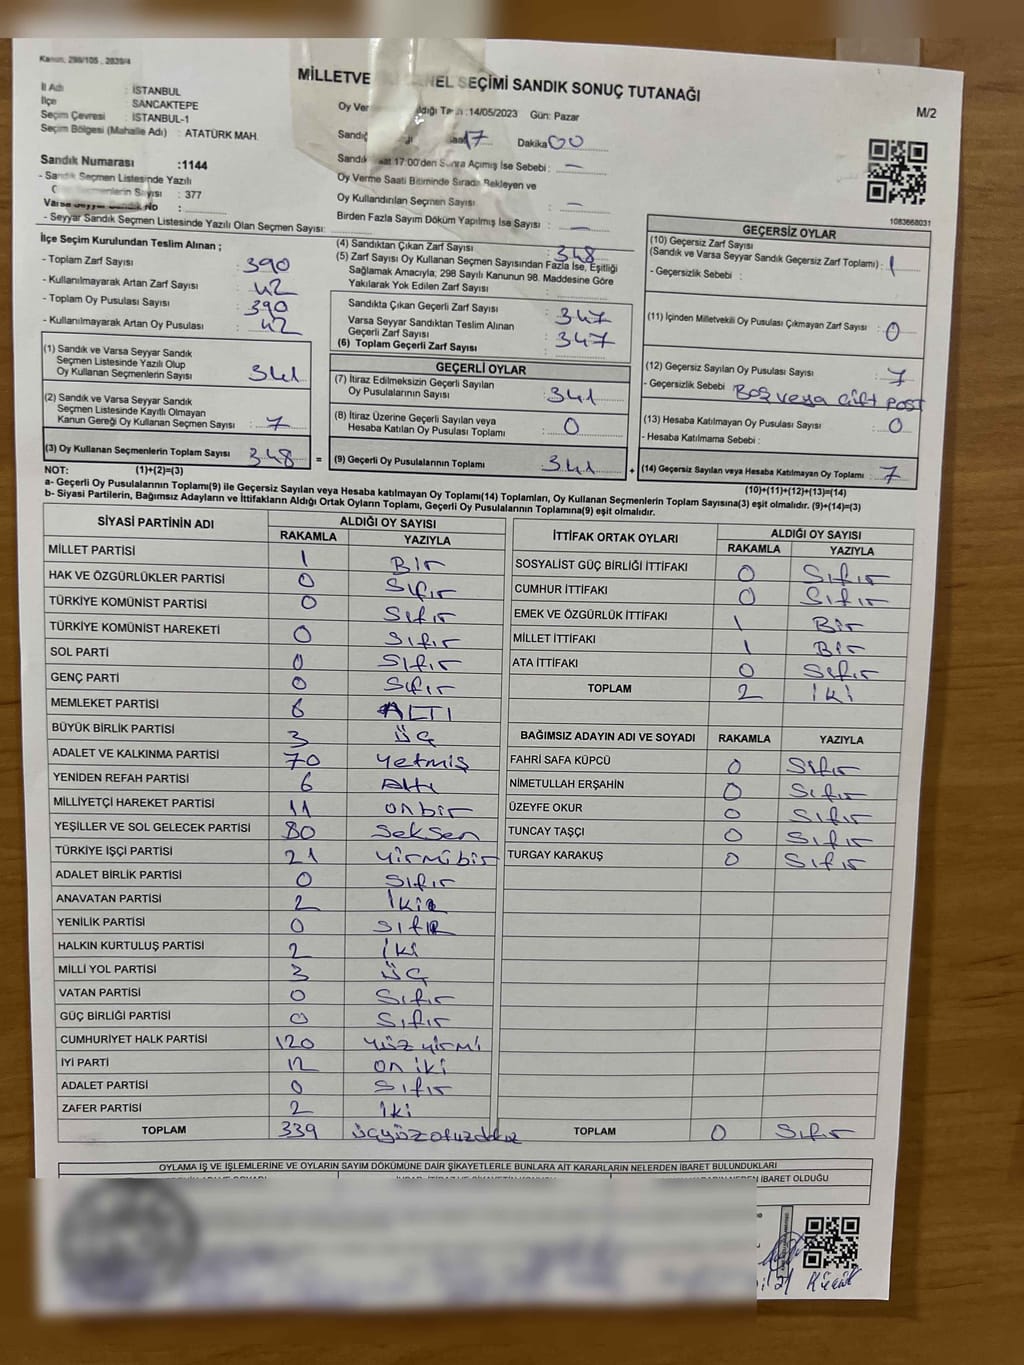 Kanun, 298/105, 2839/4
MİLLETVE NEL SEÇİMİ SANDIK SONUÇ TUTANAĞI
M/2
İl Adı : İSTANBUL
İlçe : SANCAKTEPE
Seçim Çevresi : İSTANBUL-1
Seçim Bölgesi (Mahalle Adı) : ATATÜRK MAH.
Oy Ver ldiği Tarih :14/05/2023 Gün: Pazar
17 Dakika 00
Sandık Saat 17:00'den Sonra Açımış İse Sebebi : —
Oy Verme Saati Bitiminde Sırada Bekleyen ve
Oy Kullandırılan Seçmen Sayısı : —
Birden Fazla Sayım Döküm Yapılmış İse Sayısı : —
Sandık Numarası :1144
- Sandık Seçmen Listesinde Yazılı
Sayısı : 377
Varsa Seyyar Sandık No :
- Seyyar Sandık Seçmen Listesinde Yazılı Olan Seçmen Sayısı:
1083668031
İlçe Seçim Kurulundan Teslim Alınan ;
- Toplam Zarf Sayısı : 390
- Kullanılmayarak Artan Zarf Sayısı : 42
- Toplam Oy Pusulası Sayısı : 390
- Kullanılmayarak Artan Oy Pusulası : 42
(1) Sandık ve Varsa Seyyar Sandık
Seçmen Listesinde Yazılı Olup
Oy Kullanan Seçmenlerin Sayısı : 341
(2) Sandık ve Varsa Seyyar Sandık
Seçmen Listesinde Kayıtlı Olmayan
Kanun Gereği Oy Kullanan Seçmen Sayısı : 7
(3) Oy Kullanan Seçmenlerin Toplam Sayısı : 348 =
(4) Sandıktan Çıkan Zarf Sayısı : 348
(5) Zarf Sayısı Oy Kullanan Seçmen Sayısından Fazla İse, Eşitliği
Sağlamak Amacıyla, 298 Sayılı Kanunun 98. Maddesine Göre
Yakılarak Yok Edilen Zarf Sayısı :
Sandıkta Çıkan Geçerli Zarf Sayısı : 347
Varsa Seyyar Sandıktan Teslim Alınan
Geçerli Zarf Sayısı : 347
(6) Toplam Geçerli Zarf Sayısı :
GEÇERLİ OYLAR
(7) İtiraz Edilmeksizin Geçerli Sayılan
Oy Pusulalarının Sayısı : 341
(8) İtiraz Üzerine Geçerli Sayılan veya
Hesaba Katılan Oy Pusulası Toplamı : 0
(9) Geçerli Oy Pusulalarının Toplamı : 341 +
GEÇERSİZ OYLAR
(10) Geçersiz Zarf Sayısı
(Sandık ve Varsa Seyyar Sandık Geçersiz Zarf Toplamı) : 1
- Geçersizlik Sebebi :
(11) İçinden Milletvekili Oy Pusulası Çıkmayan Zarf Sayısı : 0
(12) Geçersiz Sayılan Oy Pusulası Sayısı : 7
- Geçersizlik Sebebi : Boş veya Çift POST
(13) Hesaba Katılmayan Oy Pusulası Sayısı : 0
- Hesaba Katılmama Sebebi :
(14) Geçersiz Sayılan veya Hesaba Katılmayan Oy Toplamı : 7
NOT: (1)+(2)=(3)
(10)+(11)+(12)+(13)=(14)
a- Geçerli Oy Pusulalarının Toplamı(9) ile Geçersiz Sayılan veya Hesaba katılmayan Oy Toplamı(14) Toplamları, Oy Kullanan Seçmenlerin Toplam Sayısına(3) eşit olmalıdır. (9)+(14)=(3)
b- Siyasi Partilerin, Bağımsız Adayların ve İttifakların Aldığı Ortak Oyların Toplamı, Geçerli Oy Pusulalarının Toplamına(9) eşit olmalıdır.
SİYASİ PARTİNİN ADI ALDIĞI OY SAYISI
RAKAMLA YAZIYLA
MİLLET PARTİSİ 1 Bir
HAK VE ÖZGÜRLÜKLER PARTİSİ 0 Sıfır
TÜRKİYE KOMÜNİST PARTİSİ 0 Sıfır
TÜRKİYE KOMÜNİST HAREKETİ 0 Sıfır
SOL PARTİ 0 Sıfır
GENÇ PARTİ 0 Sıfır
MEMLEKET PARTİSİ 6 ALTI
BÜYÜK BİRLİK PARTİSİ 3 ÜÇ
ADALET VE KALKINMA PARTİSİ 70 Yetmiş
YENİDEN REFAH PARTİSİ 6 Altı
MİLLİYETÇİ HAREKET PARTİSİ 11 onbir
YEŞİLLER VE SOL GELECEK PARTİSİ 80 Seksen
TÜRKİYE İŞÇİ PARTİSİ 21 Yirmibir
ADALET BİRLİK PARTİSİ 0 Sıfır
ANAVATAN PARTİSİ 2 İki
YENİLİK PARTİSİ 0 Sıfır
HALKIN KURTULUŞ PARTİSİ 2 İki
MİLLİ YOL PARTİSİ 3 ÜÇ
VATAN PARTİSİ 0 Sıfır
GÜÇ BİRLİĞİ PARTİSİ 0 Sıfır
CUMHURİYET HALK PARTİSİ 120 Yüz yirmi
İYİ PARTİ 12 on iki
ADALET PARTİSİ 0 Sıfır
ZAFER PARTİSİ 2 İki
TOPLAM 339 üçyüzotuzdokuz
İTTİFAK ORTAK OYLARI ALDIĞI OY SAYISI
RAKAMLA YAZIYLA
SOSYALİST GÜÇ BİRLİĞİ İTTİFAKI 0 Sıfır
CUMHUR İTTİFAKI 0 Sıfır
EMEK VE ÖZGÜRLÜK İTTİFAKI 1 Bir
MİLLET İTTİFAKI 1 Bir
ATA İTTİFAKI 0 Sıfır
TOPLAM 2 İki
BAĞIMSIZ ADAYIN ADI VE SOYADI RAKAMLA YAZIYLA
FAHRİ SAFA KÜPCÜ 0 Sıfır
NİMETULLAH ERŞAHİN 0 Sıfır
ÜZEYFE OKUR 0 Sıfır
TUNCAY TAŞÇI 0 Sıfır
TURGAY KARAKUŞ 0 Sıfır
TOPLAM 0 Sıfır
OYLAMA İŞ VE İŞLEMLERİNE VE OYLARIN SAYIM DÖKÜMÜNE DAİR ŞİKAYETLERLE BUNLARA AİT KARARLARIN NELERDEN İBARET BULUNDUKLARI
İBARET OLDUĞU